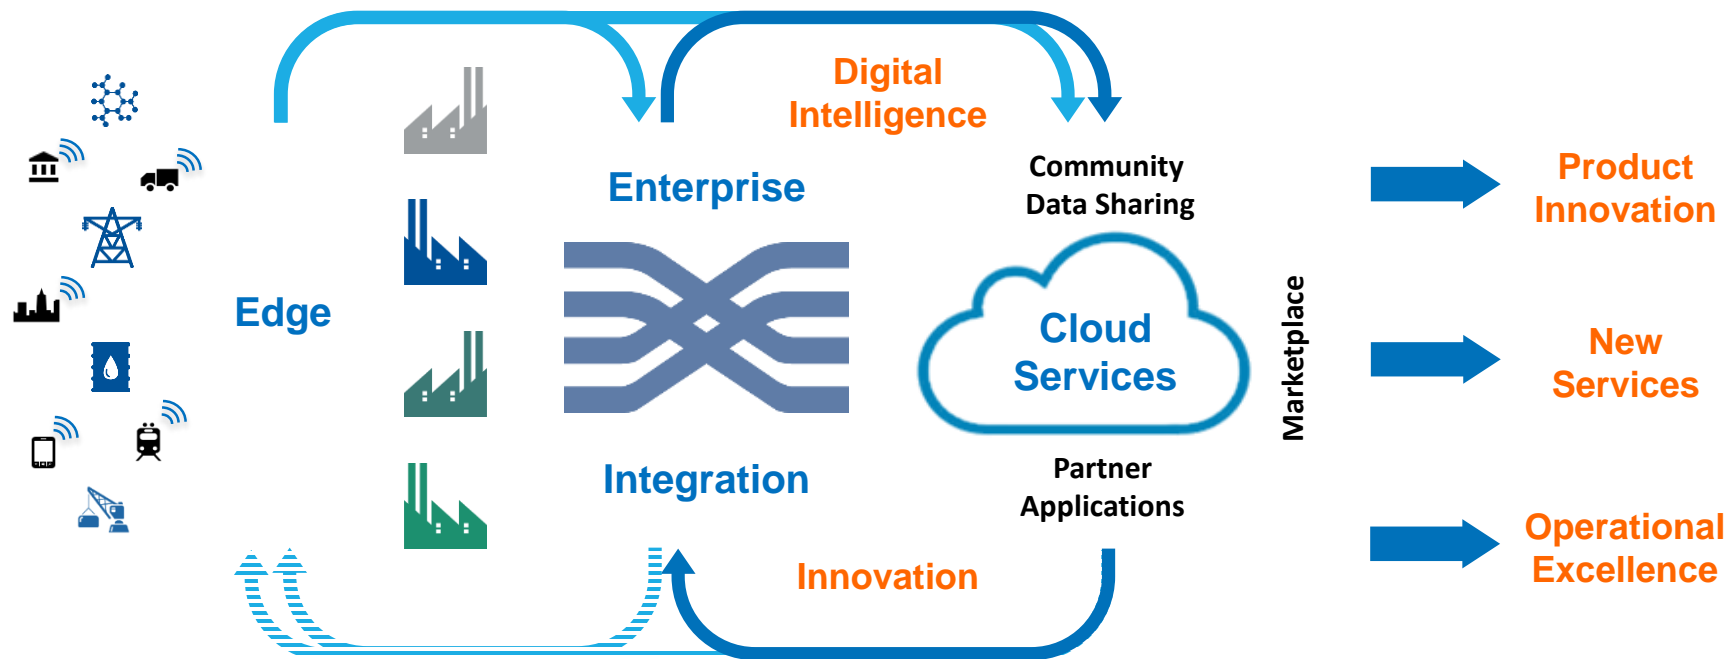 Digital
Intelligence
Enterprise
Community
Data Sharing
Edge
Cloud
Services
Marketplace
Integration
Partner
Applications
Innovation
Product
Innovation
New
Services
Operational
Excellence